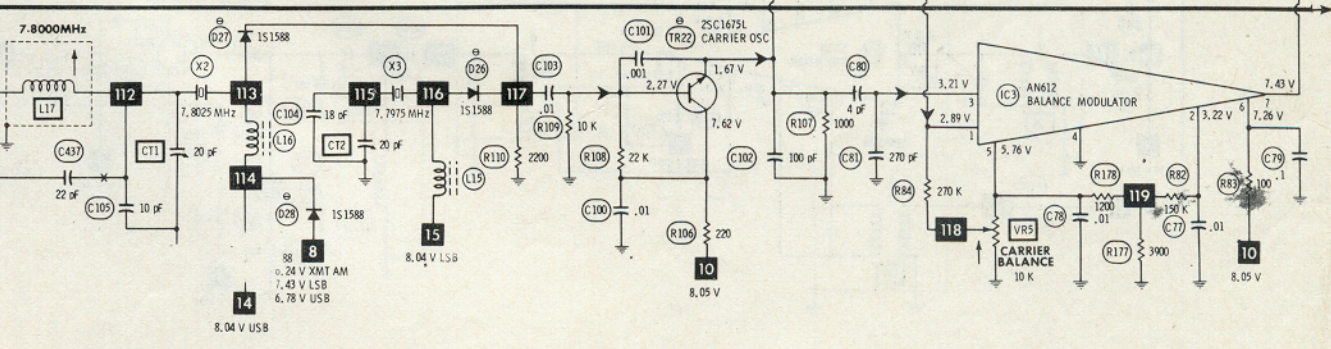 7.8000MHz
L17
112
C437
22 pF
C105
10 pF
CT1
20 pF
X2
7.8025 MHz
D27
1S1588
113
L16
114
D28
1S1588
8
88
0.24 V XMT AM
7.43 V LSB
6.78 V USB
14
8.04 V USB
C104
18 pF
115
CT2
20 pF
X3
7.7975 MHz
116
L15
15
8.04 V LSB
D26
1S1588
117
R110
2200
C103
.01
R109
10 K
C101
.001
TR22
2SC1675L
CARRIER OSC
1.67 V
2.27 V
7.62 V
R108
22 K
C100
.01
R106
220
10
8.05 V
C102
100 pF
R107
1000
C80
4 pF
C81
270 pF
R84
270 K
118
3.21 V
3
2.89 V
1
IC3
AN612
BALANCE MODULATOR
5
5.76 V
4
2
3.22 V
6
7.26 V
7
7.43 V
VR5
CARRIER
BALANCE
10 K
C78
.01
R178
1200
119
R177
3900
R82
150 K
C77
.01
R83
100
10
8.05 V
C79
.1